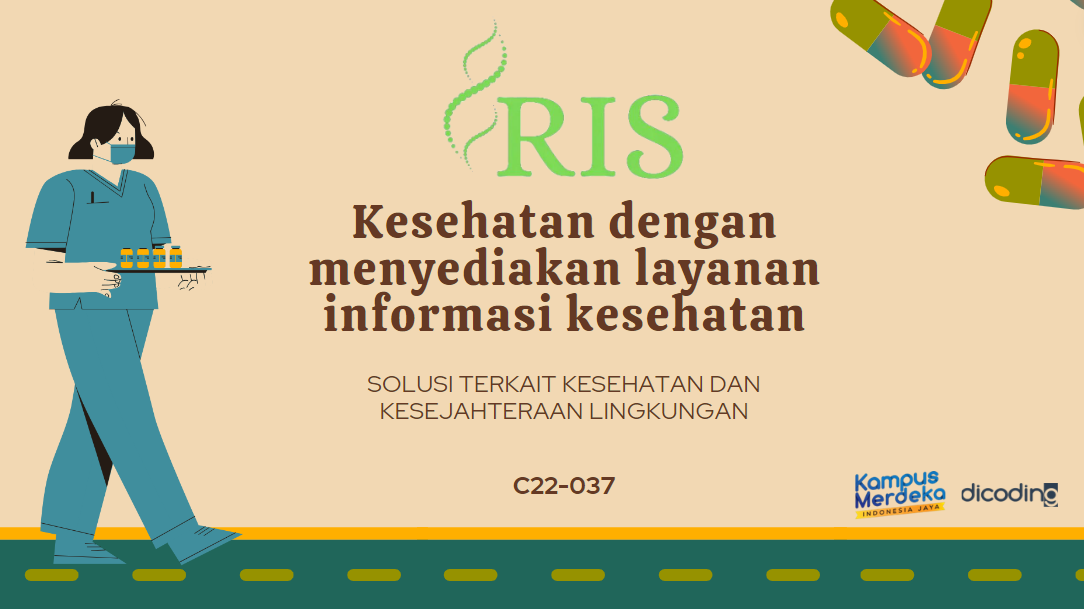 RIS
Kesehatan dengan
menyediakan layanan
informasi kesehatan
SOLUSI TERKAIT KESEHATAN DAN
KESEJAHTERAAN LINGKUNGAN
C22-037
Kampus
Merdeka
INDONESIA JAYA
dicoding